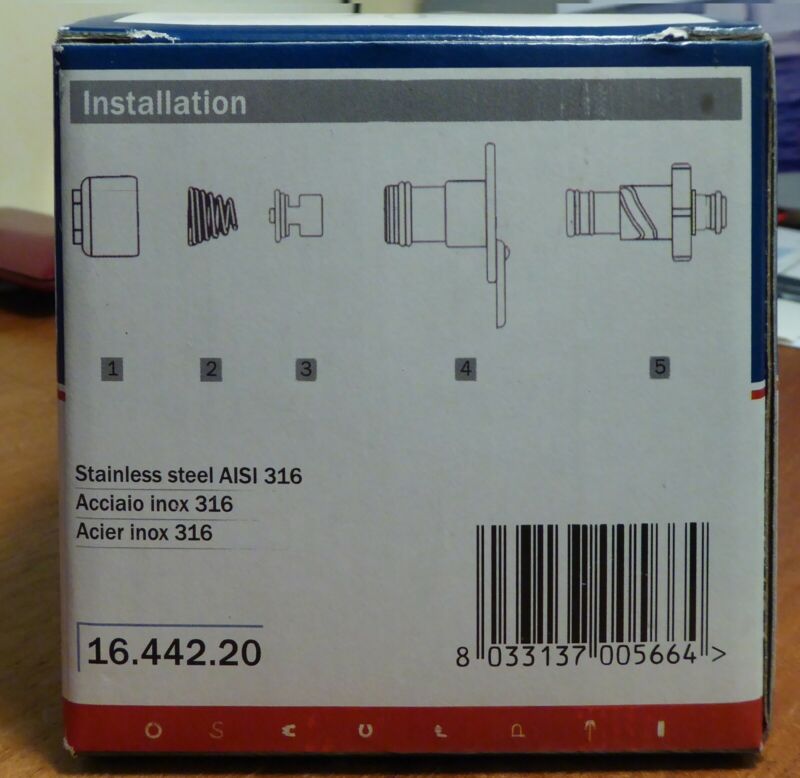 Installation
1 2 3 4 5
Stainless steel AISI 316
Acciaio inox 316
Acier inox 316
16.442.20
8 033137 005664 >